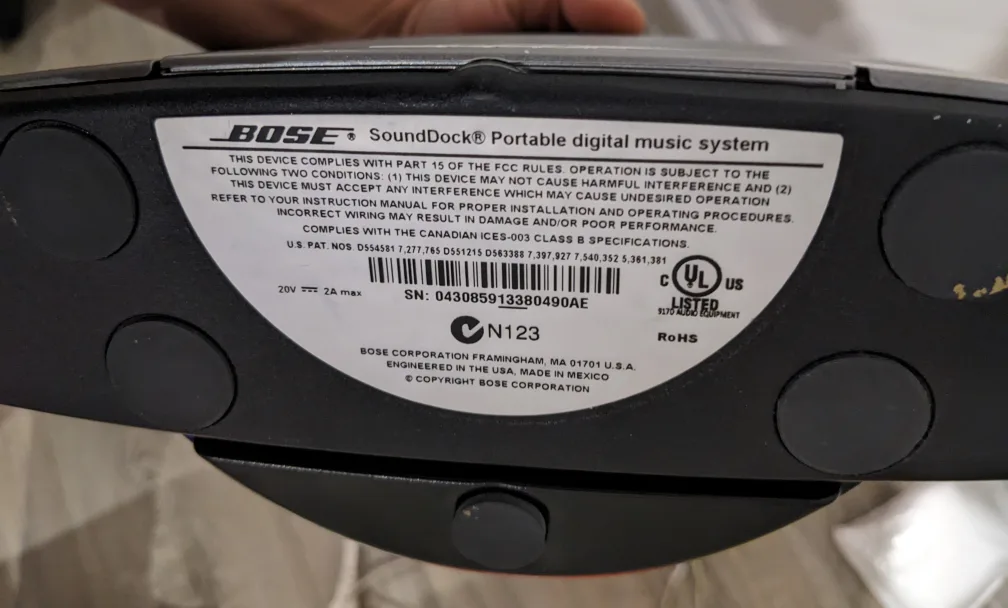 BOSE® SoundDock® Portable digital music system
THIS DEVICE COMPLIES WITH PART 15 OF THE FCC RULES. OPERATION IS SUBJECT TO THE
FOLLOWING TWO CONDITIONS: (1) THIS DEVICE MAY NOT CAUSE HARMFUL INTERFERENCE AND (2)
THIS DEVICE MUST ACCEPT ANY INTERFERENCE WHICH MAY CAUSE UNDESIRED OPERATION
REFER TO YOUR INSTRUCTION MANUAL FOR PROPER INSTALLATION AND OPERATING PROCEDURES.
INCORRECT WIRING MAY RESULT IN DAMAGE AND/OR POOR PERFORMANCE.
COMPLIES WITH THE CANADIAN ICES-003 CLASS B SPECIFICATIONS.
U.S. PAT. NOS. D554581 7,277,765 D551215 D563388 7,397,927 7,540,352 5,361,381
C UL US
LISTED
9170 AUDIO EQUIPMENT
20V 2A max
SN: 043085913380490AE
N123
RoHS
BOSE CORPORATION FRAMINGHAM, MA 01701 U.S.A.
ENGINEERED IN THE USA, MADE IN MEXICO
© COPYRIGHT BOSE CORPORATION